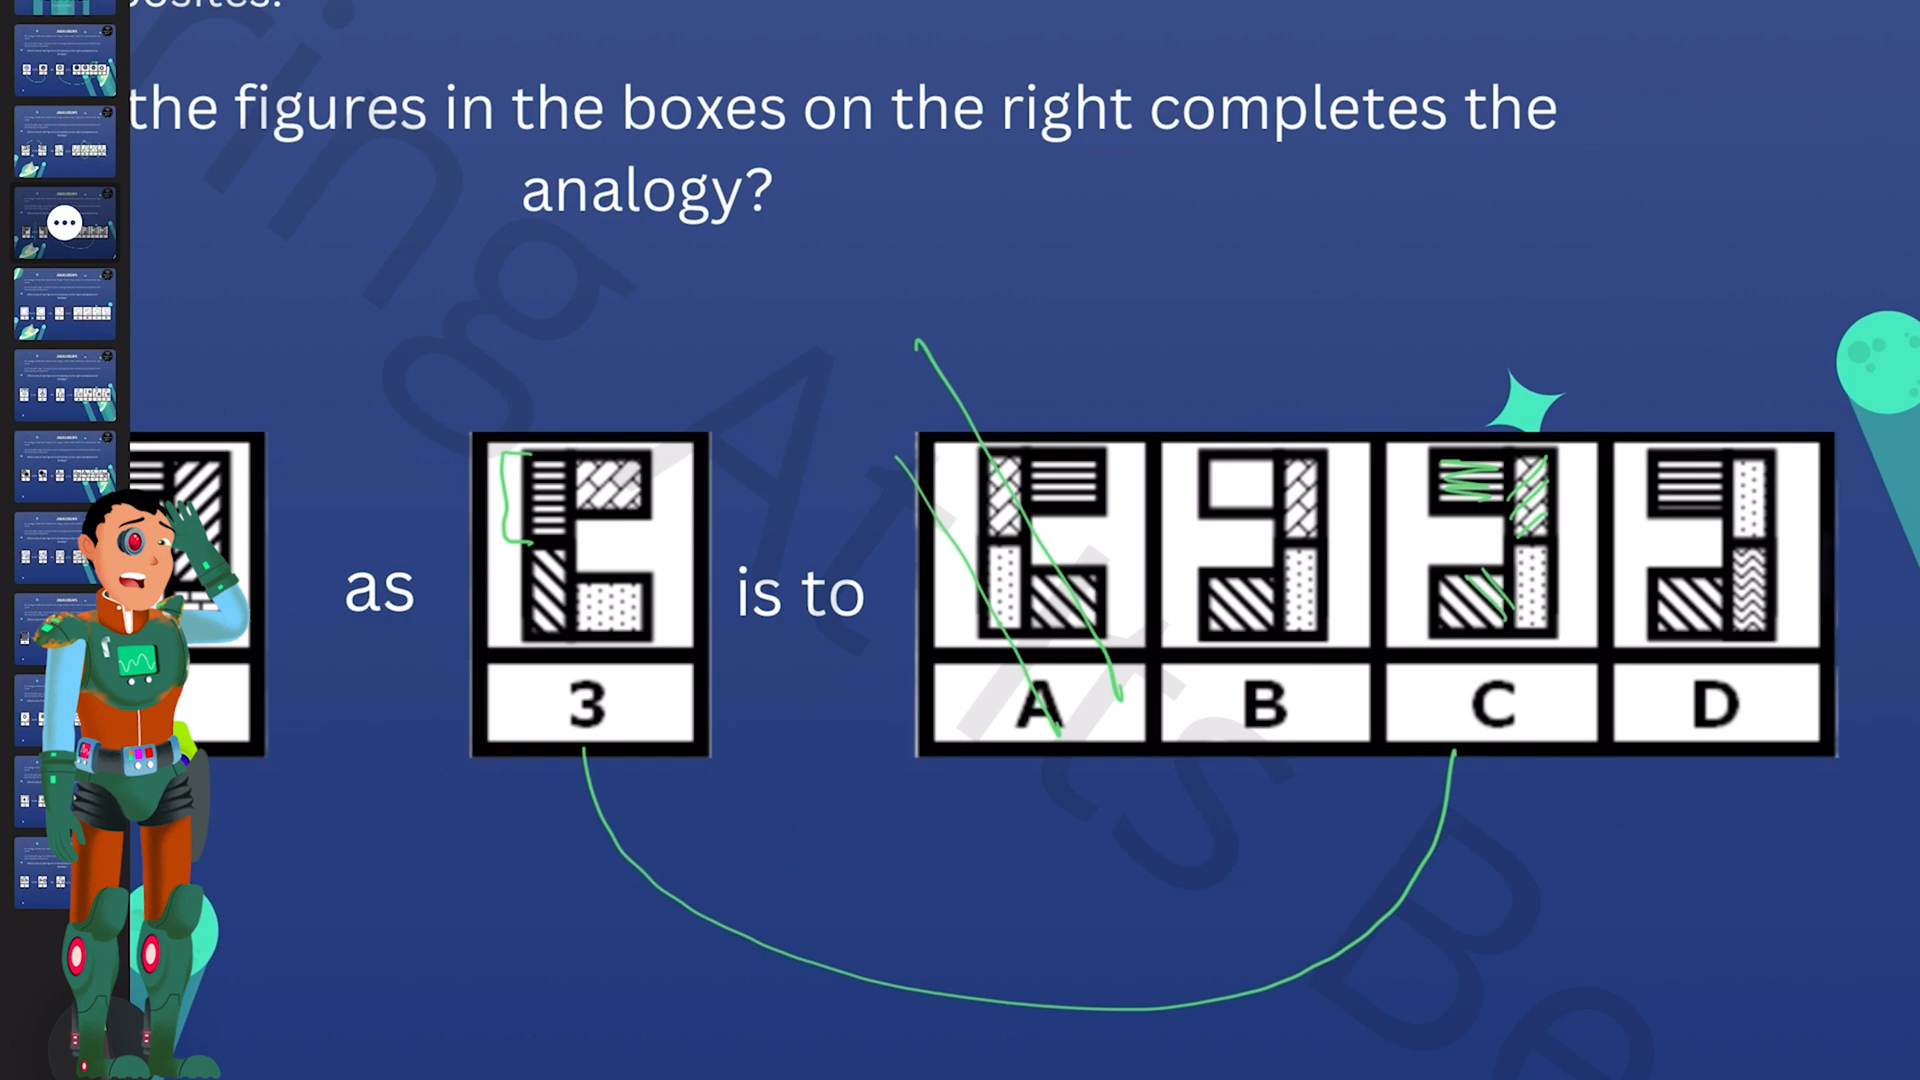 the figures in the boxes on the right completes the
analogy?
as
is to
3
A
B
C
D